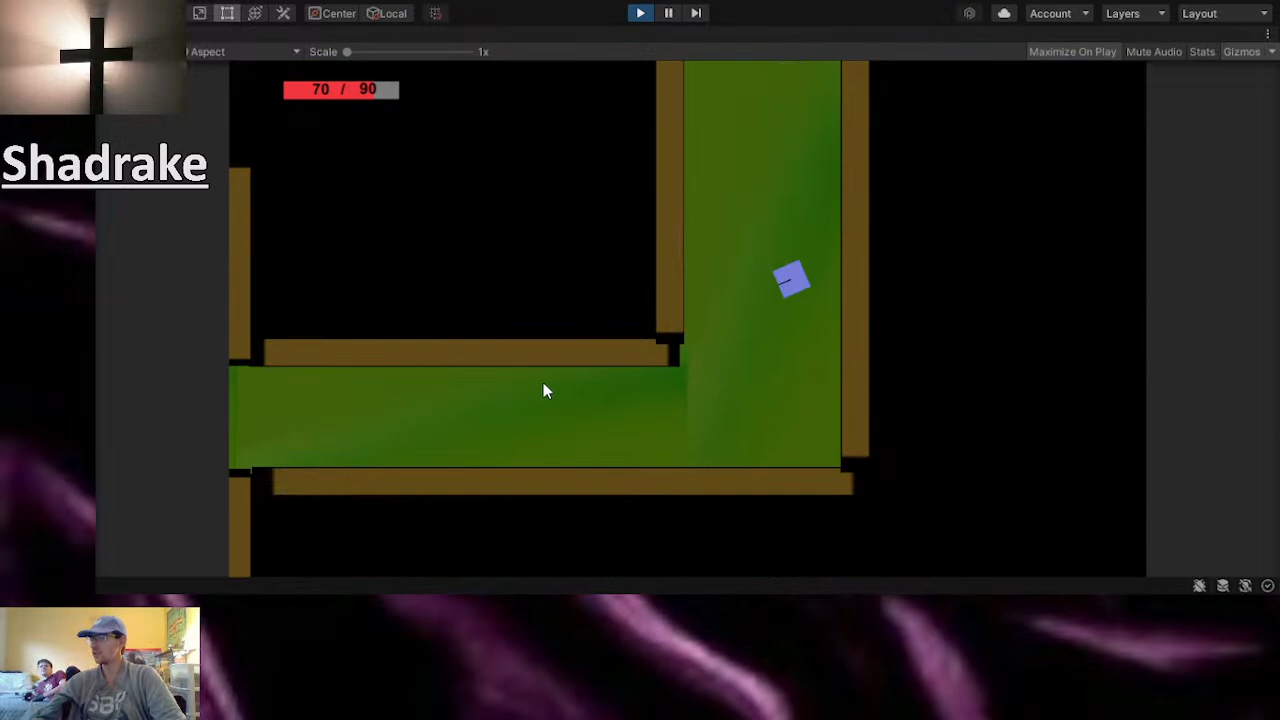 Center Local Account Layers Layout
Aspect Scale 1x Maximize On Play Mute Audio Stats Gizmos
70 / 90
Shadrake